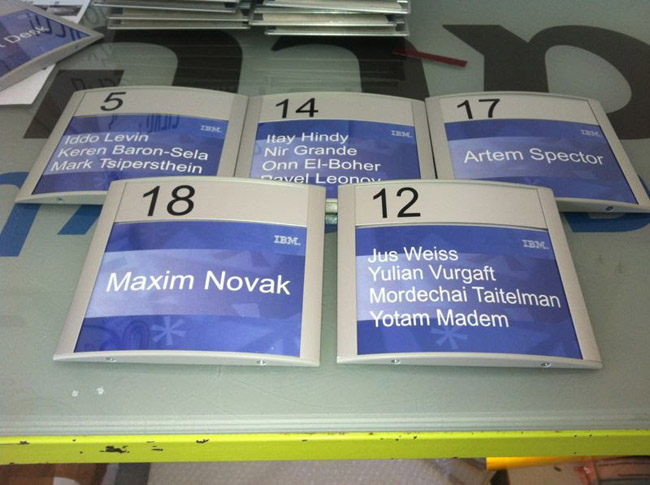 t Desk
5
IBM
Iddo Levin
Keren Baron-Sela
Mark Tsipersthein
14
IBM
Itay Hindy
Nir Grande
Onn El-Boher
Pavel Leonov
17
IBM
Artem Spector
18
IBM
Maxim Novak
12
IBM
Jus Weiss
Yulian Vurgaft
Mordechai Taitelman
Yotam Madem